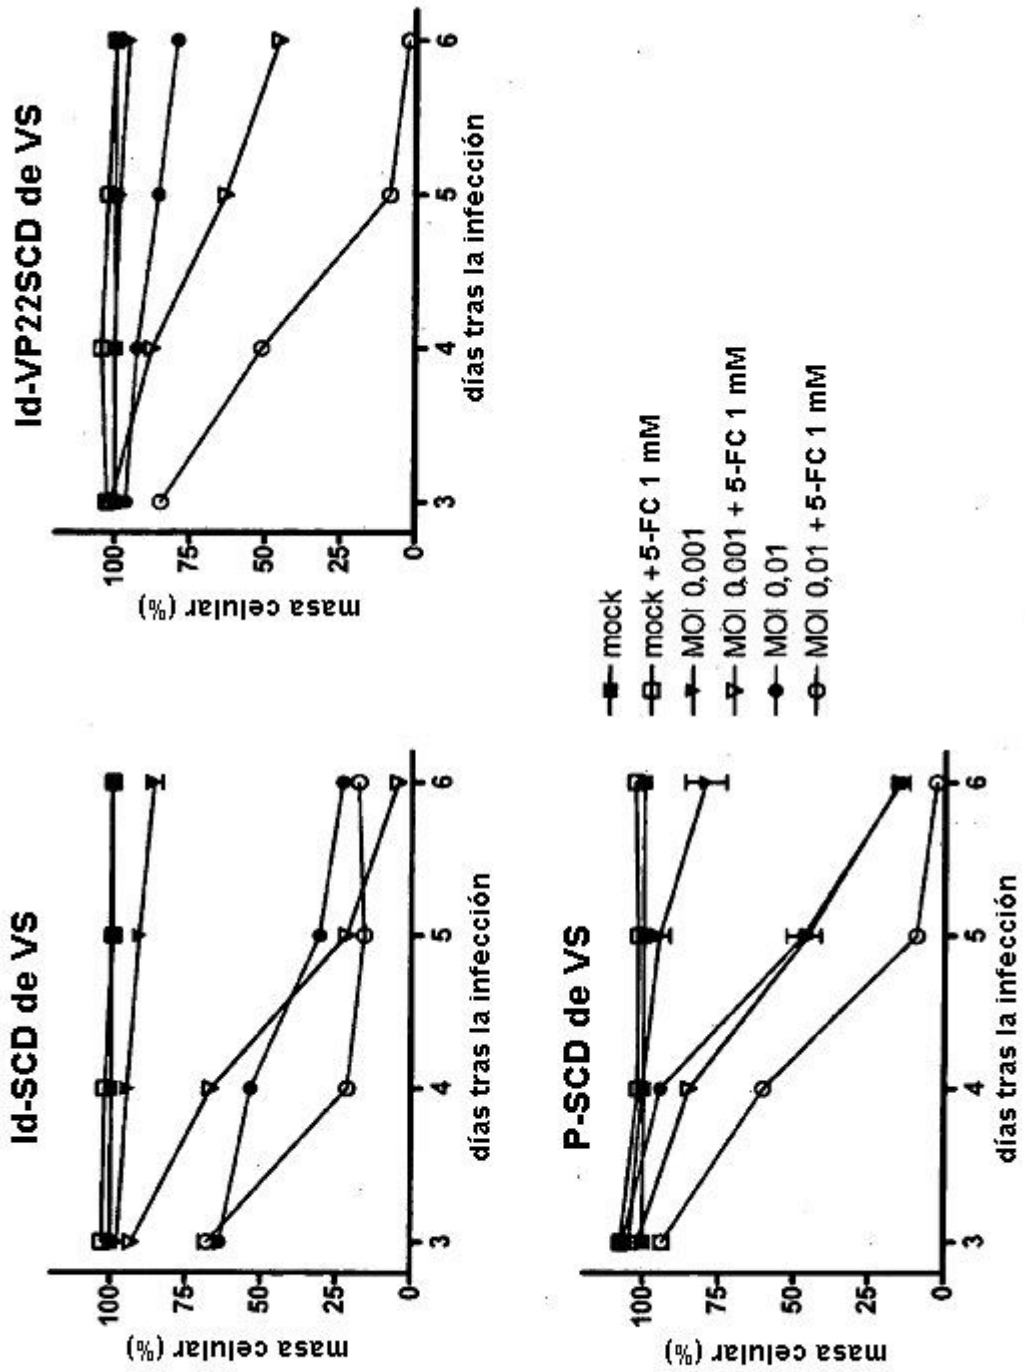 Id-SCD de VS
masa celular (%)
100
75
50
25
0
3
4
5
6
días tras la infección
Id-VP22SCD de VS
masa celular (%)
100
75
50
25
0
3
4
5
6
días tras la infección
P-SCD de VS
masa celular (%)
100
75
50
25
0
3
4
5
6
días tras la infección
mock
mock + 5-FC 1 mM
MOI 0,001
MOI 0,001 + 5-FC 1 mM
MOI 0,01
MOI 0,01 + 5-FC 1 mM